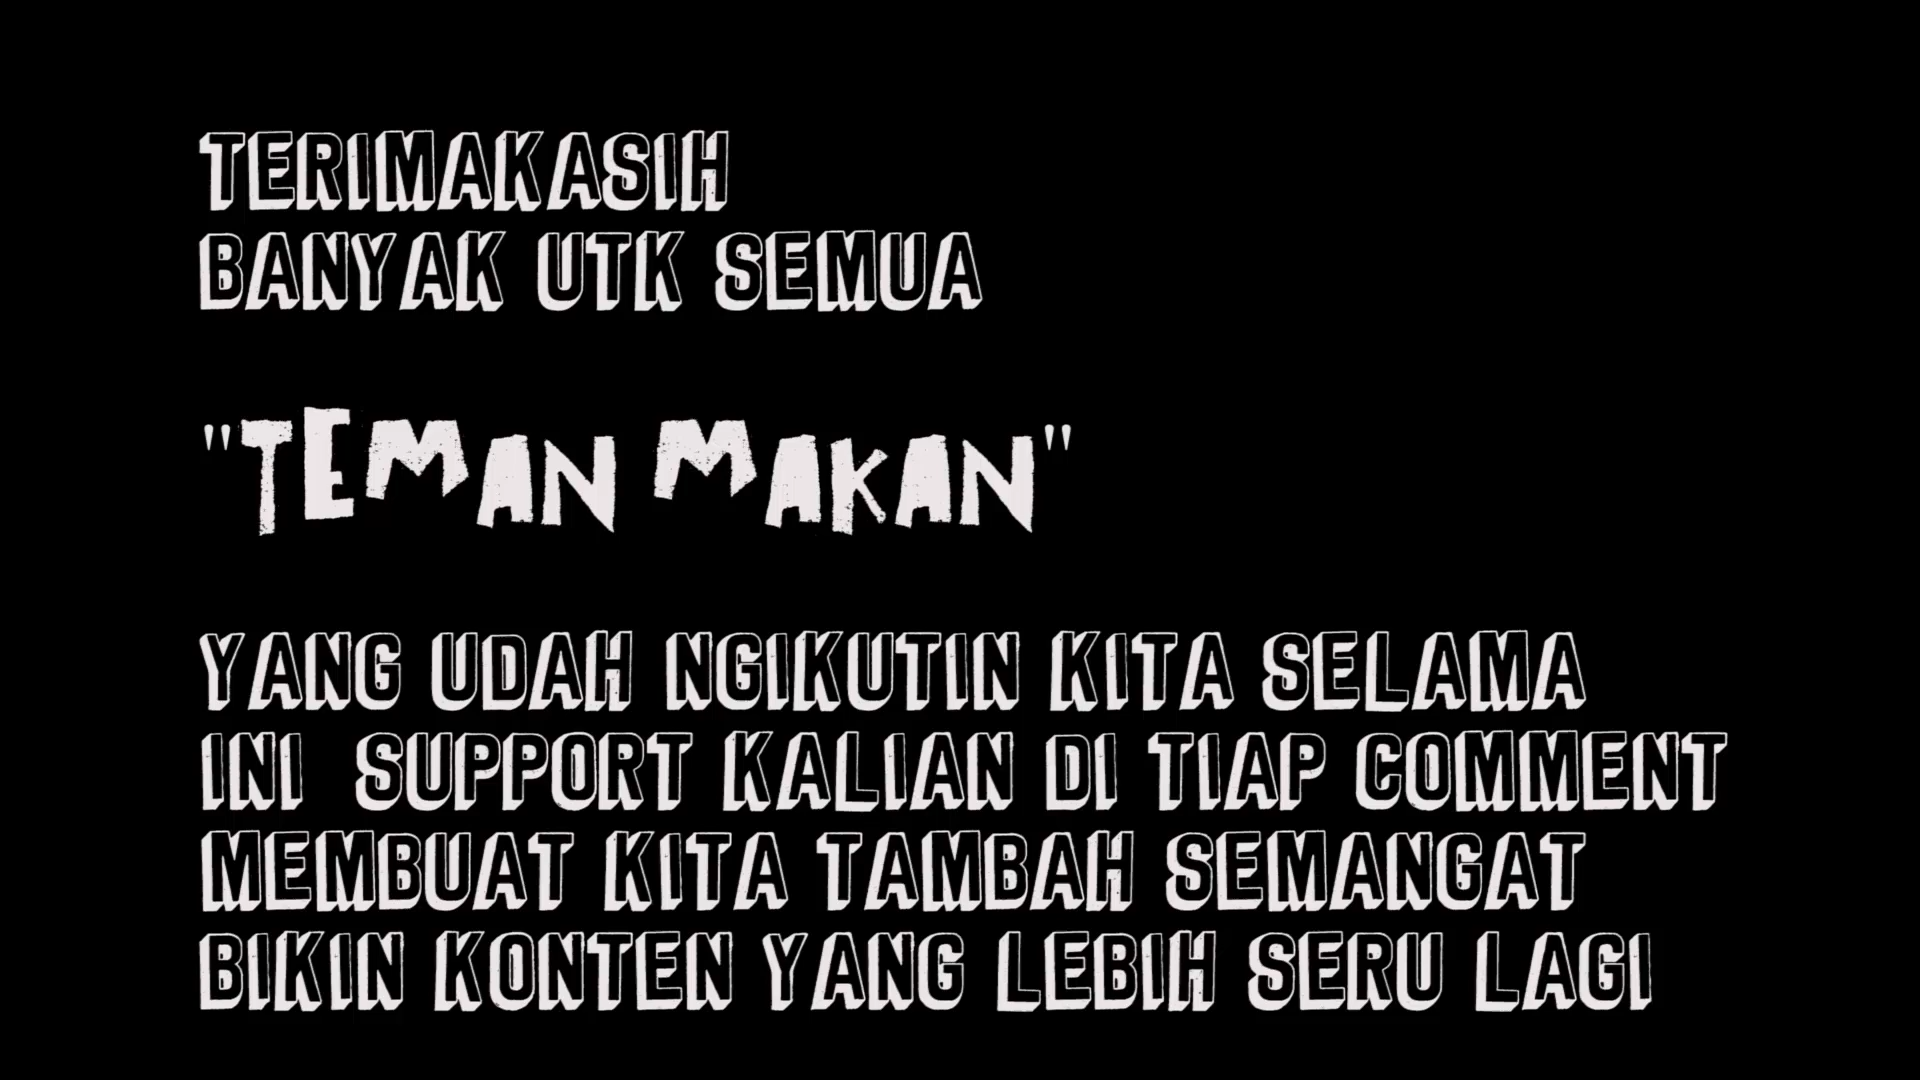 TERIMAKASIH
BANYAK UTK SEMUA
"TEMAN MAKAN"
YANG UDAH NGIKUTIN KITA SELAMA
INI  SUPPORT KALIAN DI TIAP COMMENT
MEMBUAT KITA TAMBAH SEMANGAT
BIKIN KONTEN YANG LEBIH SERU LAGI